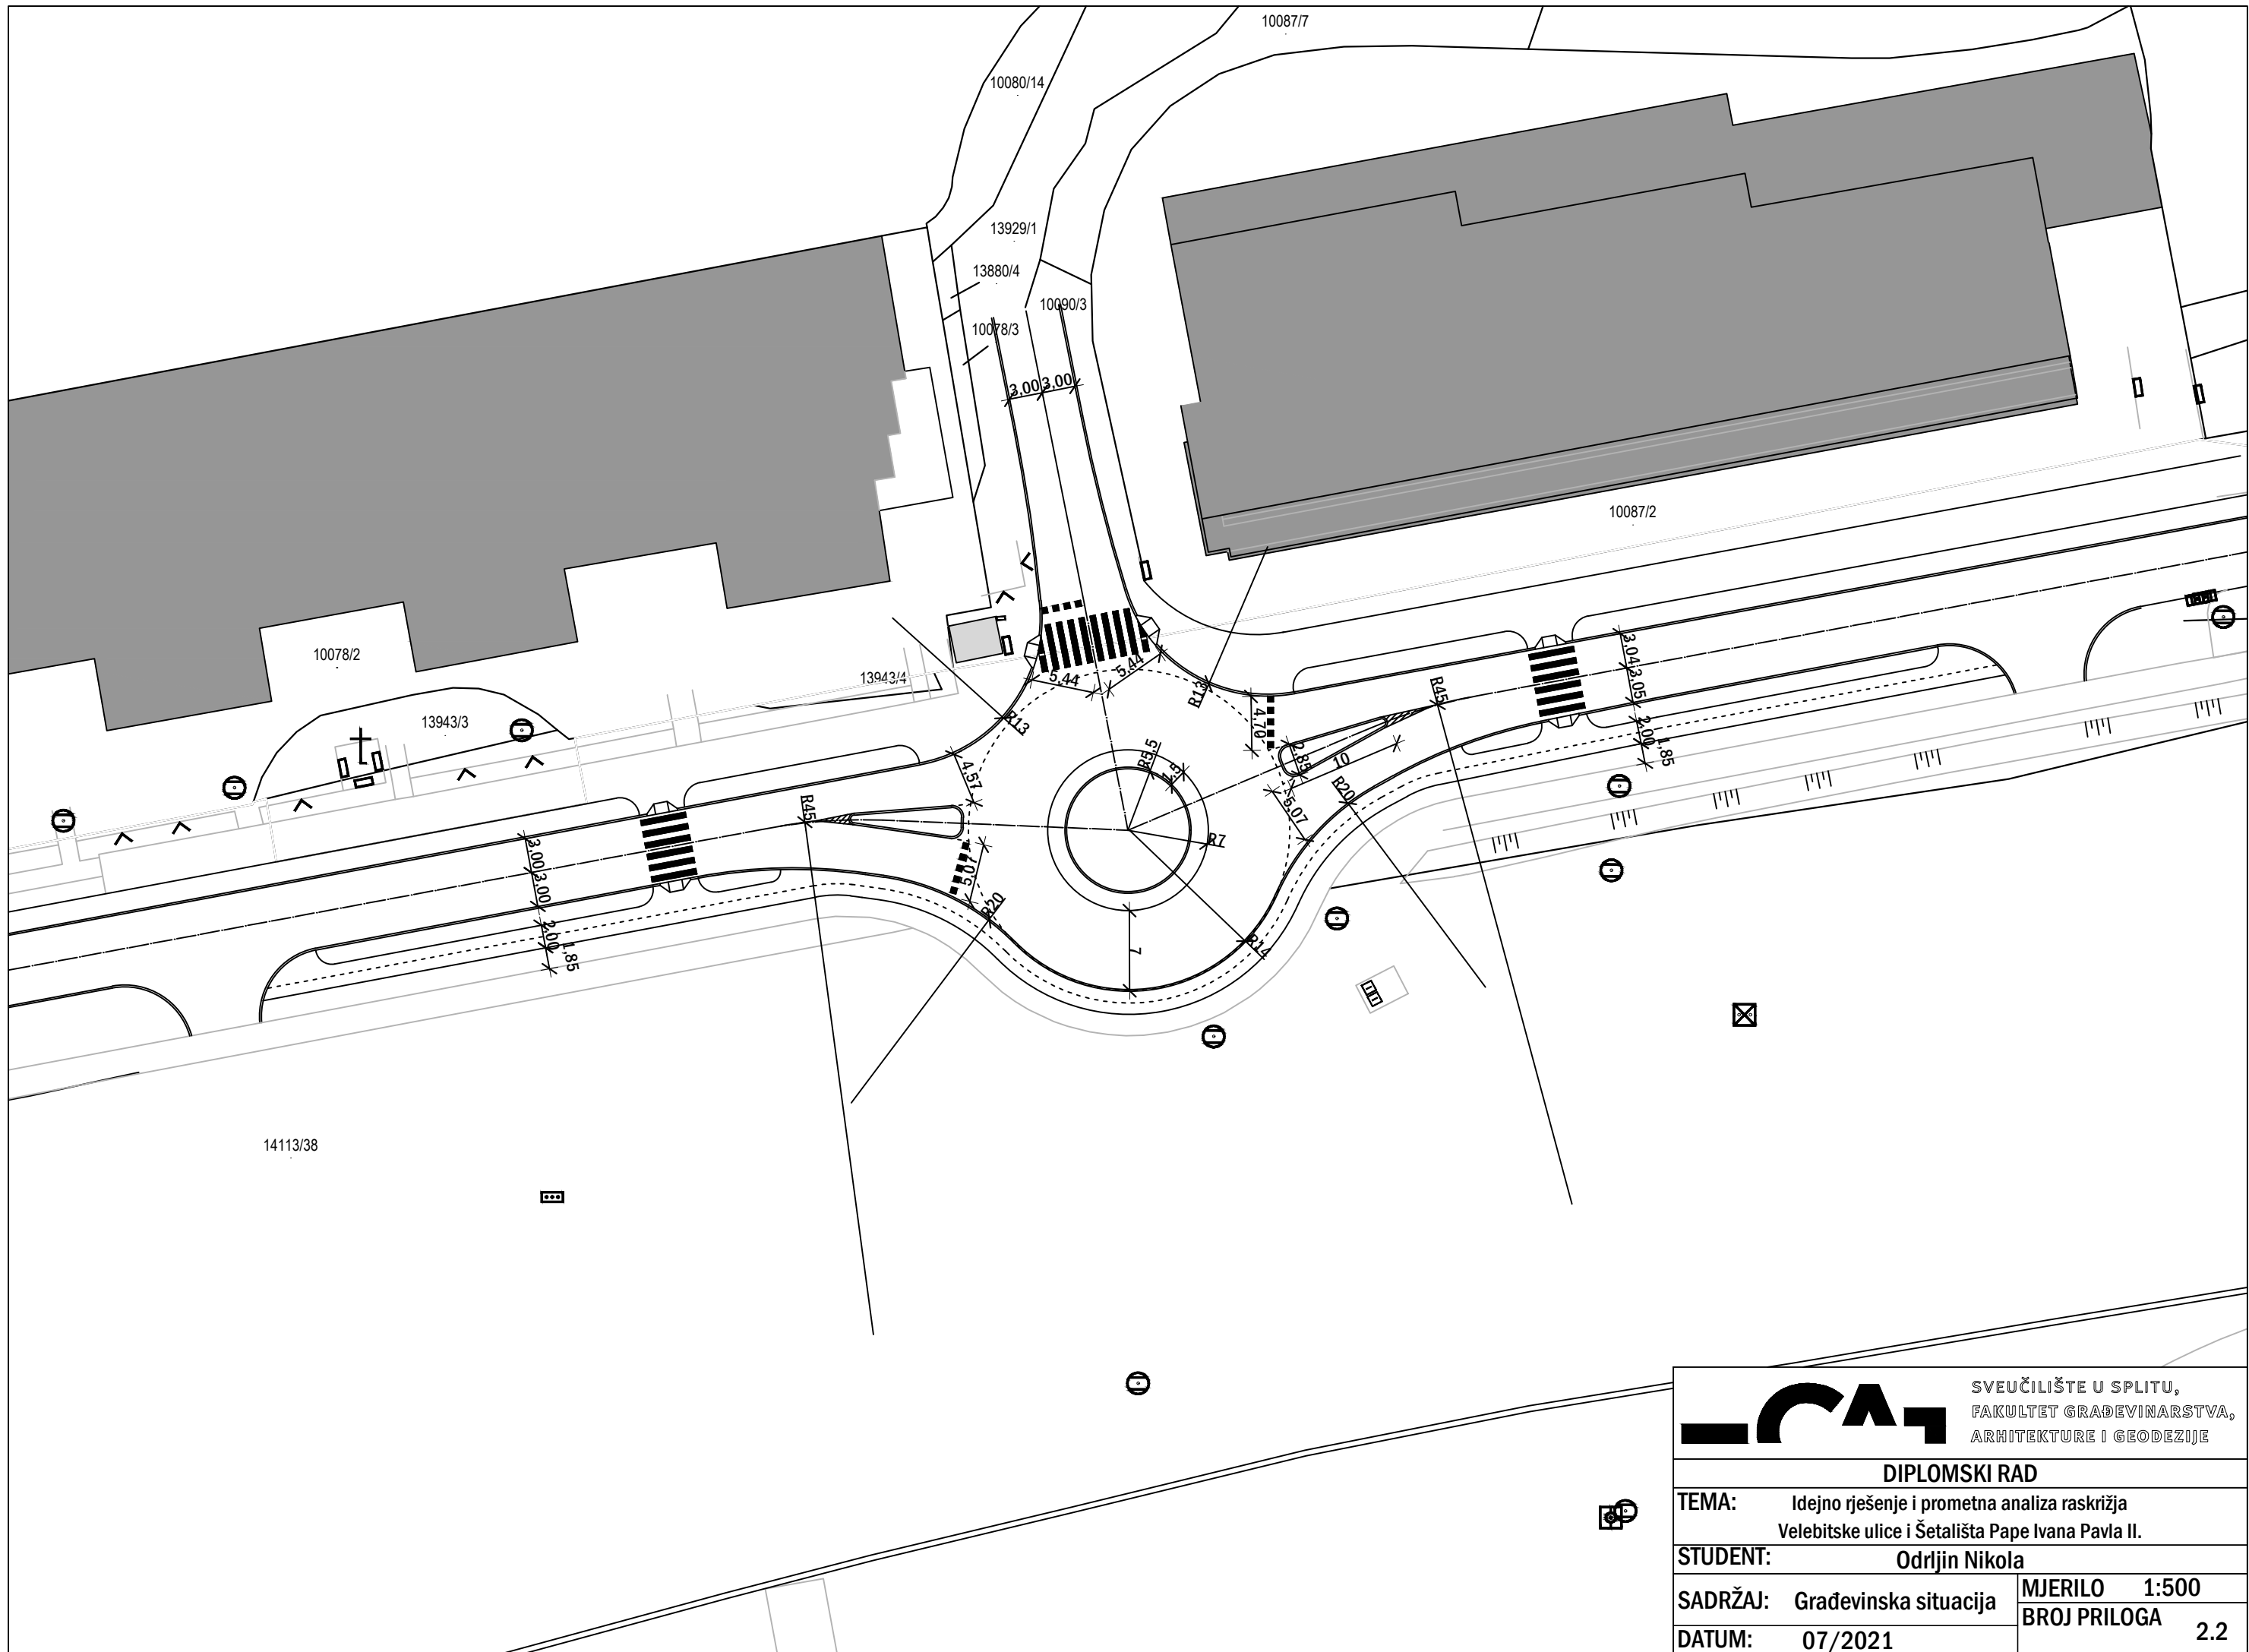 10087/7
10080/14
13929/1
13880/4
10090/3
10078/3
3,00 3,00
10087/2
10078/2
13943/4
13943/3
5,44
5,44
R13
R13
4,57
4,70
R45
R45
3,04
3,05
2,00
1,85
2,85
10
R20
5,07
R5,5
1,5
R7
R14
7
R45
3,00
3,00
2,00
1,85
5,07
R20
14113/38
SVEUČILIŠTE U SPLITU,
FAKULTET GRAĐEVINARSTVA,
ARHITEKTURE I GEODEZIJE
DIPLOMSKI RAD
TEMA: Idejno rješenje i prometna analiza raskrižja
Velebitske ulice i Šetališta Pape Ivana Pavla II.
STUDENT: Odrljin Nikola
SADRŽAJ: Građevinska situacija
MJERILO 1:500
BROJ PRILOGA 2.2
DATUM: 07/2021